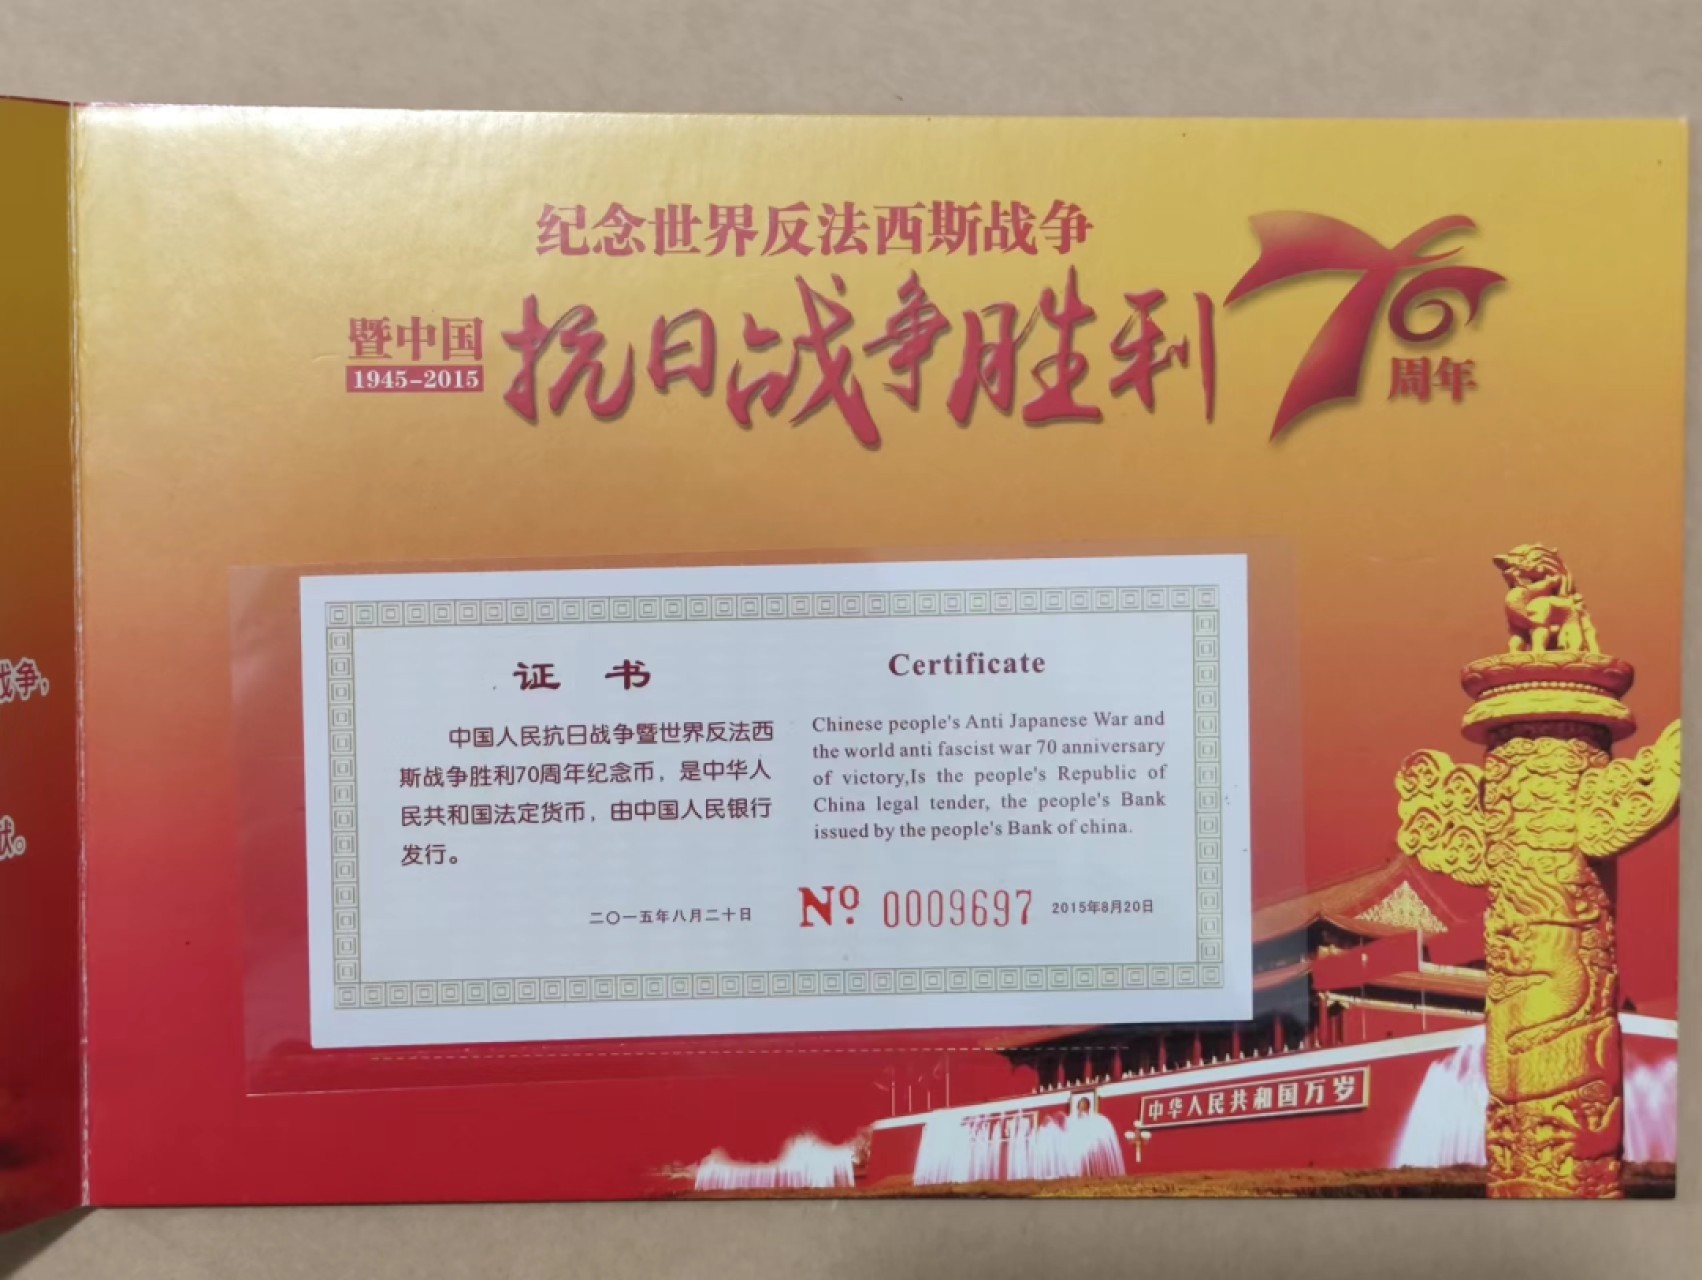 纪念世界反法西斯战争
暨中国
1945-2015
抗日战争胜利70
周年
战争,
献。
证 书
中国人民抗日战争暨世界反法西
斯战争胜利70周年纪念币，是中华人
民共和国法定货币，由中国人民银行
发行。
二〇一五年八月二十日
Certificate
Chinese people's Anti Japanese War and
the world anti fascist war 70 anniversary
of victory,Is the people's Republic of
China legal tender, the people's Bank
issued by the people's Bank of china.
Nº 0009697 2015年8月20日
中华人民共和国万岁